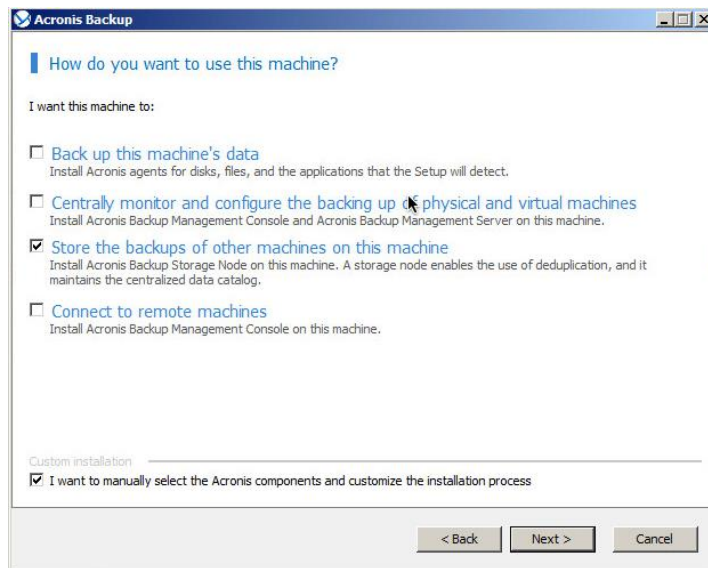 Acronis Backup
How do you want to use this machine?
I want this machine to:
Back up this machine's data
Install Acronis agents for disks, files, and the applications that the Setup will detect.
Centrally monitor and configure the backing up of physical and virtual machines
Install Acronis Backup Management Console and Acronis Backup Management Server on this machine.
Store the backups of other machines on this machine
Install Acronis Backup Storage Node on this machine. A storage node enables the use of deduplication, and it
maintains the centralized data catalog.
Connect to remote machines
Install Acronis Backup Management Console on this machine.
Custom installation
I want to manually select the Acronis components and customize the installation process
< Back Next > Cancel